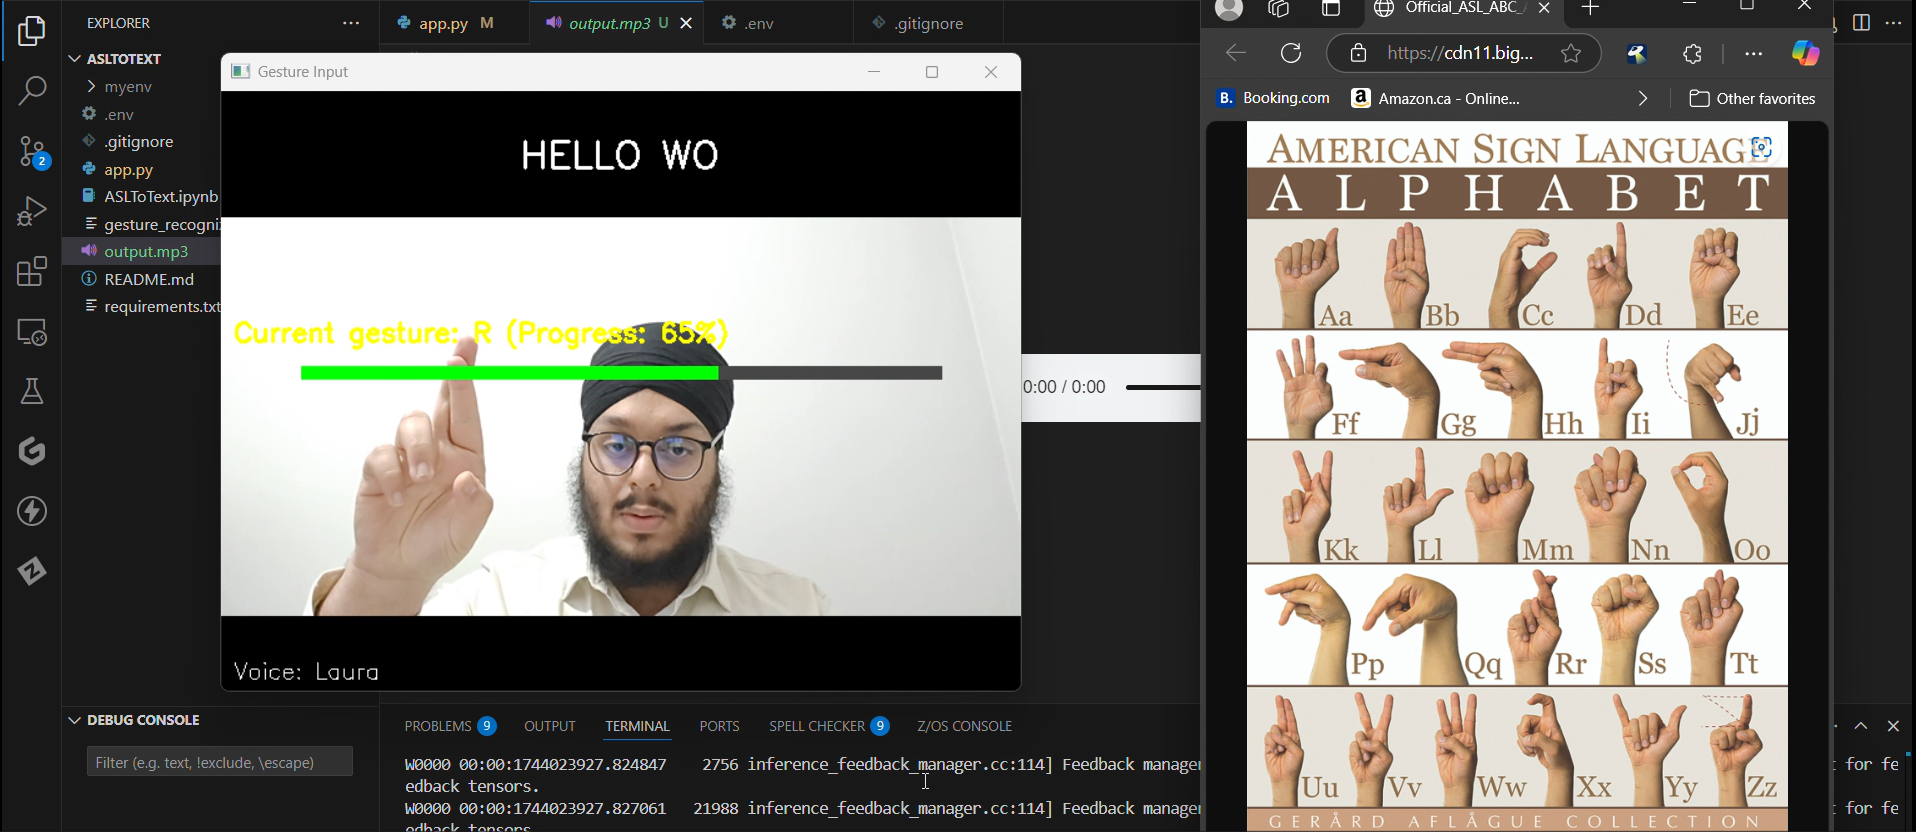 EXPLORER
ASLTOTEXT
myenv
.env
.gitignore
app.py
ASLToText.ipynb
gesture_recogni
output.mp3
README.md
requirements.txt
DEBUG CONSOLE
Filter (e.g. text, !exclude, \escape)
2
app.py M
output.mp3 U
.env
.gitignore
Gesture Input
HELLO WO
Current gesture: R (Progress: 65%)
Voice: Laura
0:00 / 0:00
PROBLEMS 9 OUTPUT TERMINAL PORTS SPELL CHECKER 9 Z/OS CONSOLE
W0000 00:00:1744023927.824847 2756 inference_feedback_manager.cc:114] Feedback manager
edback tensors.
W0000 00:00:1744023927.827061 21988 inference_feedback_manager.cc:114] Feedback manager
edback tensors
t for fe
t for fe
Official_ASL_ABC_
https://cdn11.big...
B. Booking.com
a Amazon.ca - Online...
Other favorites
AMERICAN SIGN LANGUAGE
ALPHABET
Aa Bb Cc Dd Ee
Ff Gg Hh Ii Jj
Kk Ll Mm Nn Oo
Pp Qq Rr Ss Tt
Uu Vv Ww Xx Yy Zz
GERARD AFLAGUE COLLECTION